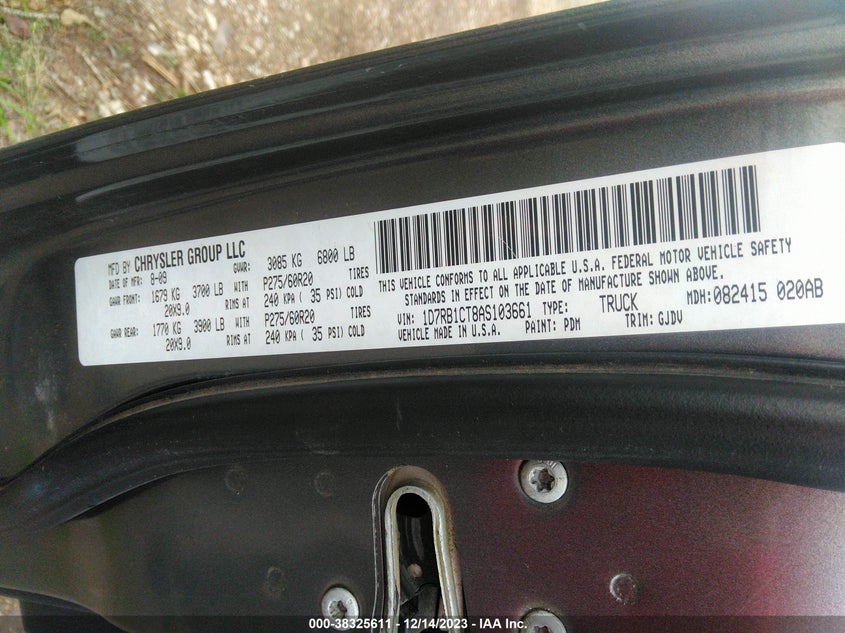 MFD BY CHRYSLER GROUP LLC
DATE OF MFR: 8-09 GVWR: 3085 KG 6800 LB
GAWR FRONT: 1679 KG 3700 LB WITH P275/60R20 TIRES
20X9.0 RIMS AT 240 KPA ( 35 PSI) COLD
GAWR REAR: 1770 KG 3900 LB WITH P275/60R20 TIRES
20X9.0 RIMS AT 240 KPA ( 35 PSI) COLD
THIS VEHICLE CONFORMS TO ALL APPLICABLE U.S.A. FEDERAL MOTOR VEHICLE SAFETY
STANDARDS IN EFFECT ON THE DATE OF MANUFACTURE SHOWN ABOVE.
VIN: 1D7RB1CT8AS103661 TYPE: TRUCK MDH: 082415 020AB
VEHICLE MADE IN U.S.A. PAINT: PDM TRIM: GJDV
000-38325611 - 12/14/2023 - IAA Inc.